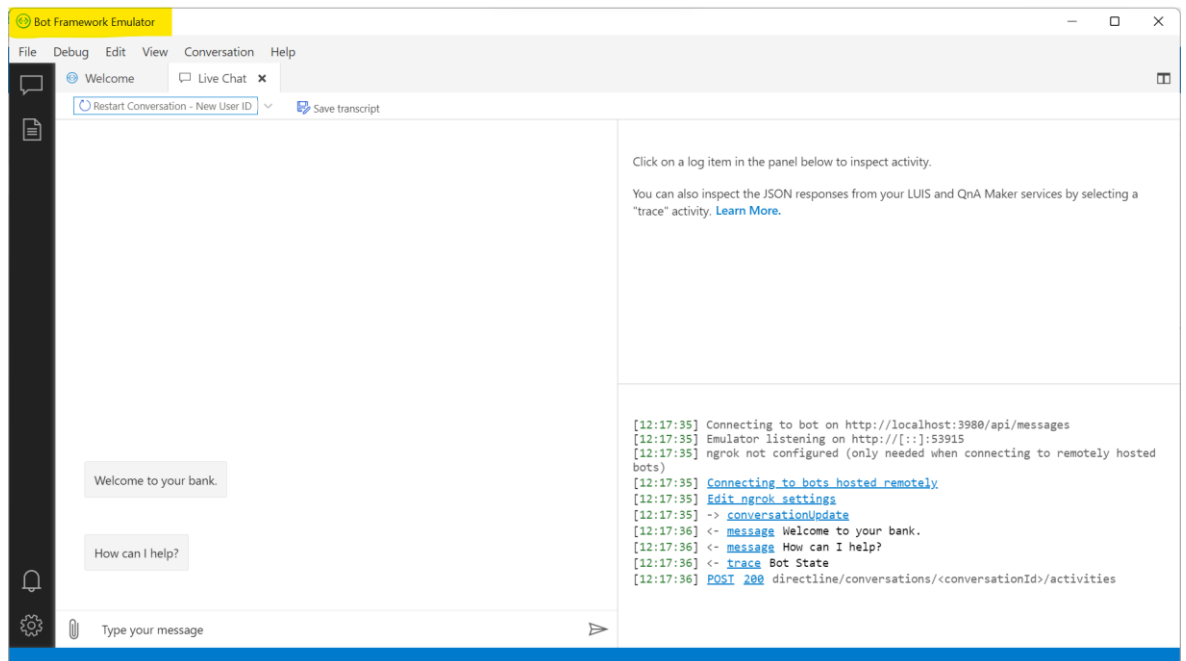 Bot Framework Emulator
File Debug Edit View Conversation Help
Welcome Live Chat
Restart Conversation - New User ID Save transcript
Click on a log item in the panel below to inspect activity.
You can also inspect the JSON responses from your LUIS and QnA Maker services by selecting a
"trace" activity. Learn More.
Welcome to your bank.
How can I help?
Type your message
[12:17:35] Connecting to bot on http://localhost:3980/api/messages
[12:17:35] Emulator listening on http://[::]:53915
[12:17:35] ngrok not configured (only needed when connecting to remotely hosted
bots)
[12:17:35] Connecting to bots hosted remotely
[12:17:35] Edit ngrok settings
[12:17:35] -> conversationUpdate
[12:17:36] <- message Welcome to your bank.
[12:17:36] <- message How can I help?
[12:17:36] <- trace Bot State
[12:17:36] POST 200 directline/conversations/<conversationId>/activities